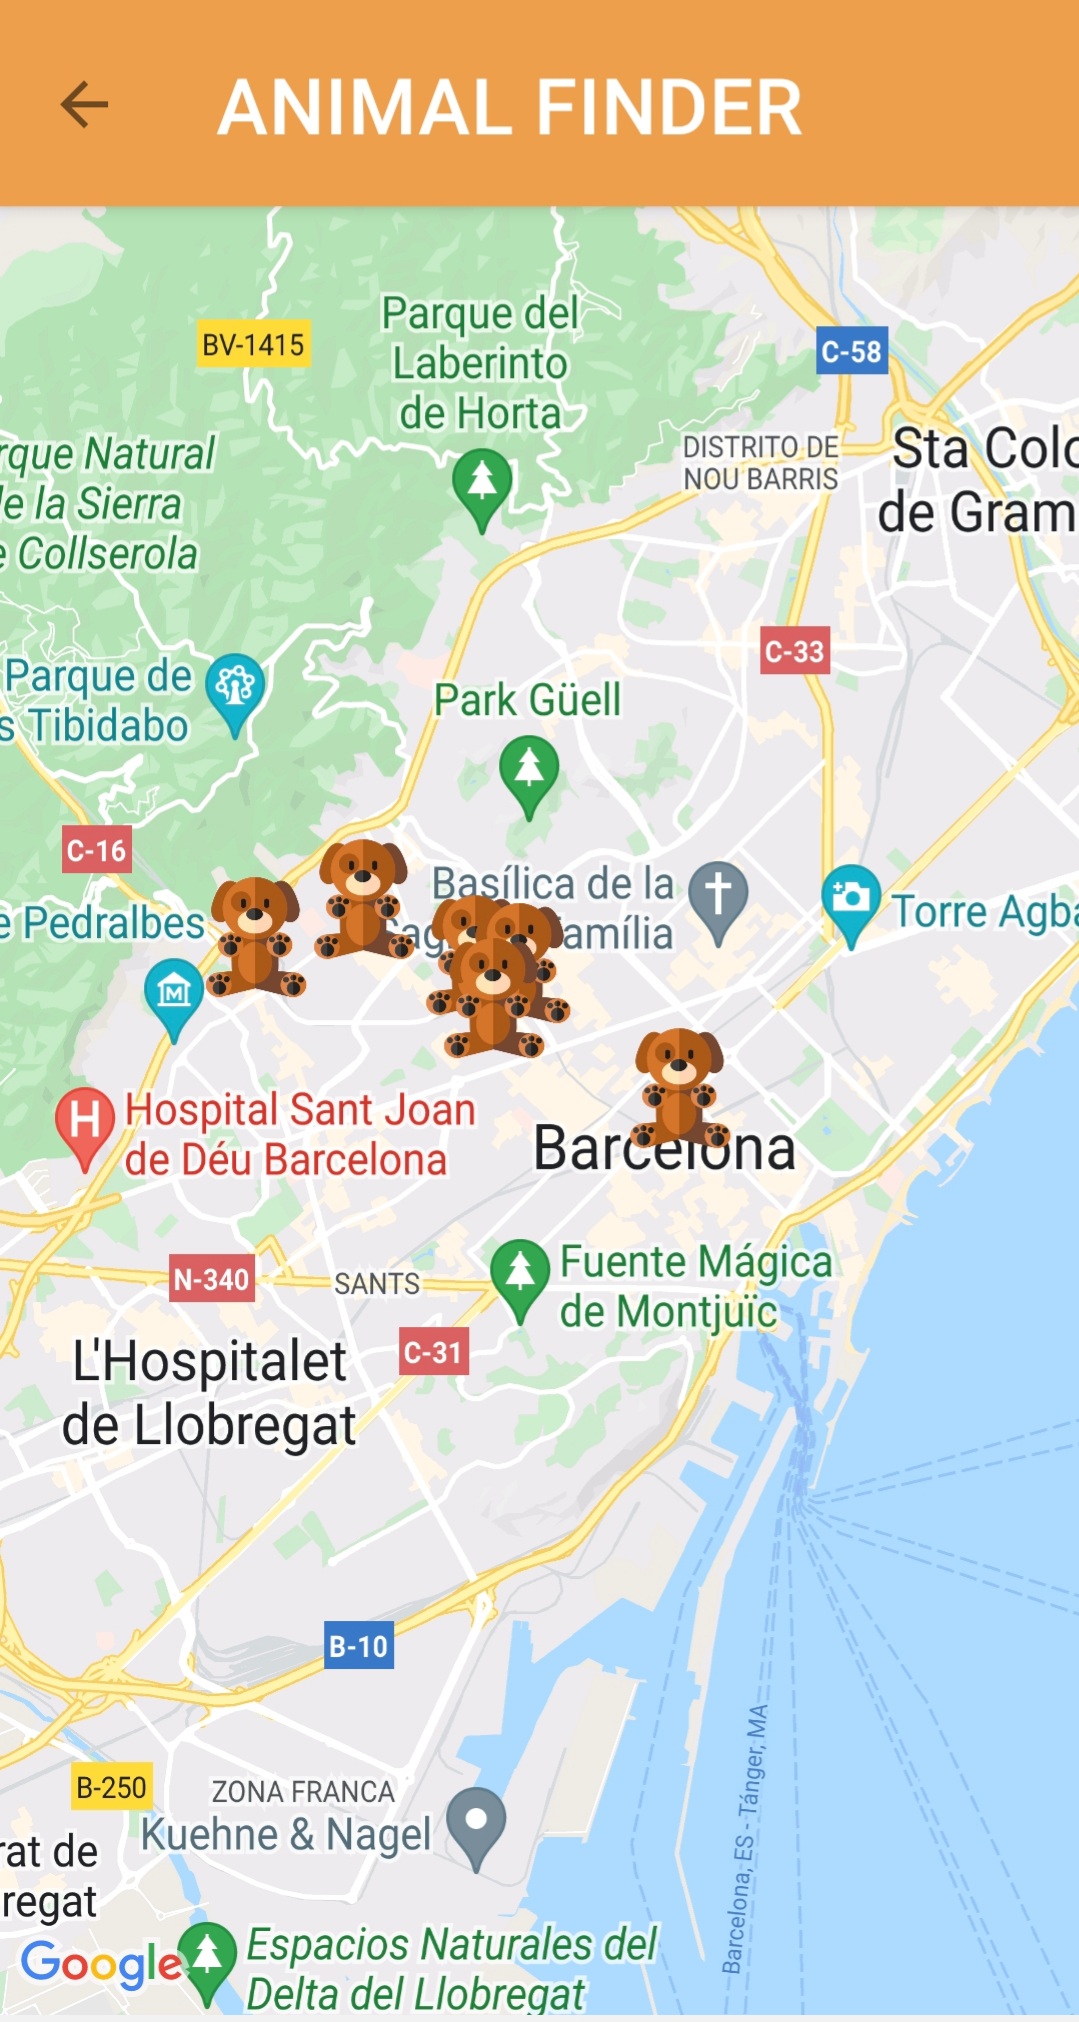 ANIMAL FINDER
Parque del
Laberinto
de Horta
BV-1415
C-58
DISTRITO DE
NOU BARRIS
Sta Colo
de Gram
rque Natural
de la Sierra
e Collserola
C-33
Parque de
s Tibidabo
Park Güell
C-16
Basílica de la
Sag amília
e Pedralbes
Torre Agba
M
H
Hospital Sant Joan
de Déu Barcelona
Barcelona
Fuente Mágica
de Montjuïc
N-340
SANTS
C-31
L'Hospitalet
de Llobregat
B-10
Barcelona, ES - Tánger, MA
B-250
ZONA FRANCA
Kuehne & Nagel
rat de
regat
Google
Espacios Naturales del
Delta del Llobregat